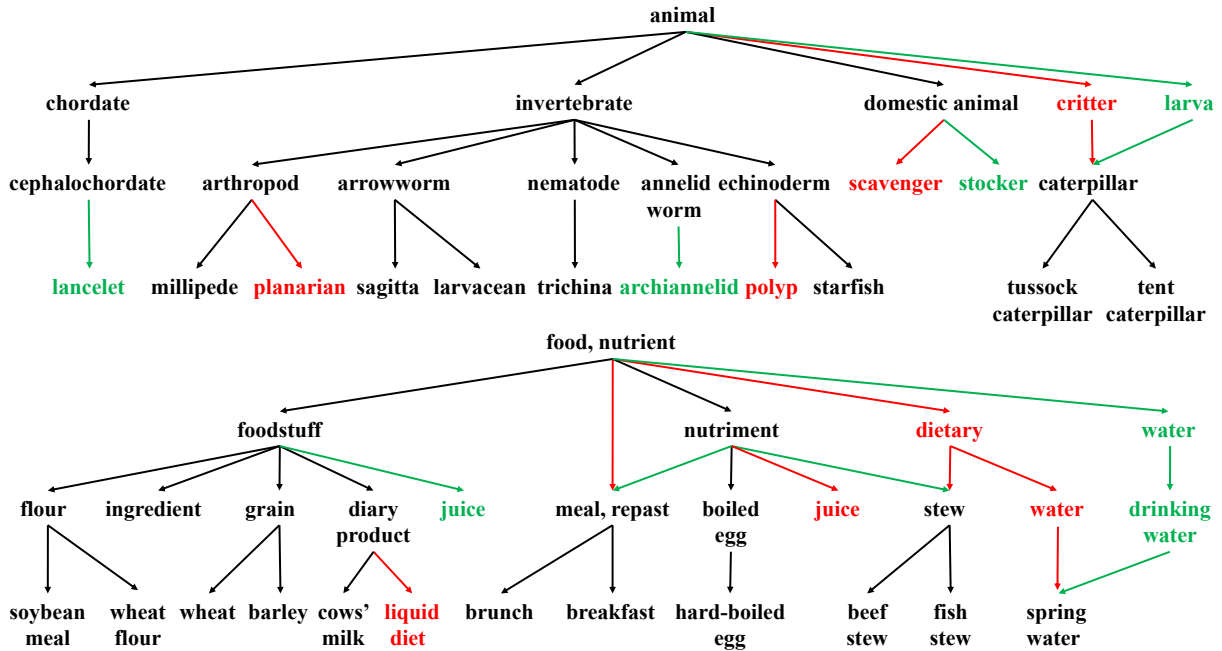 animal
chordate invertebrate domestic animal critter larva
cephalochordate arthropod arrowworm nematode annelid echinoderm scavenger stocker caterpillar
worm
lancelet millipede planarian sagitta larvacean trichina archiannelid polyp starfish tussock tent
caterpillar caterpillar
food, nutrient
foodstuff nutriment dietary water
flour ingredient grain diary juice meal, repast boiled juice stew water drinking
product egg water
soybean wheat wheat barley cows' liquid brunch breakfast hard-boiled beef fish spring
meal flour milk diet egg stew stew water